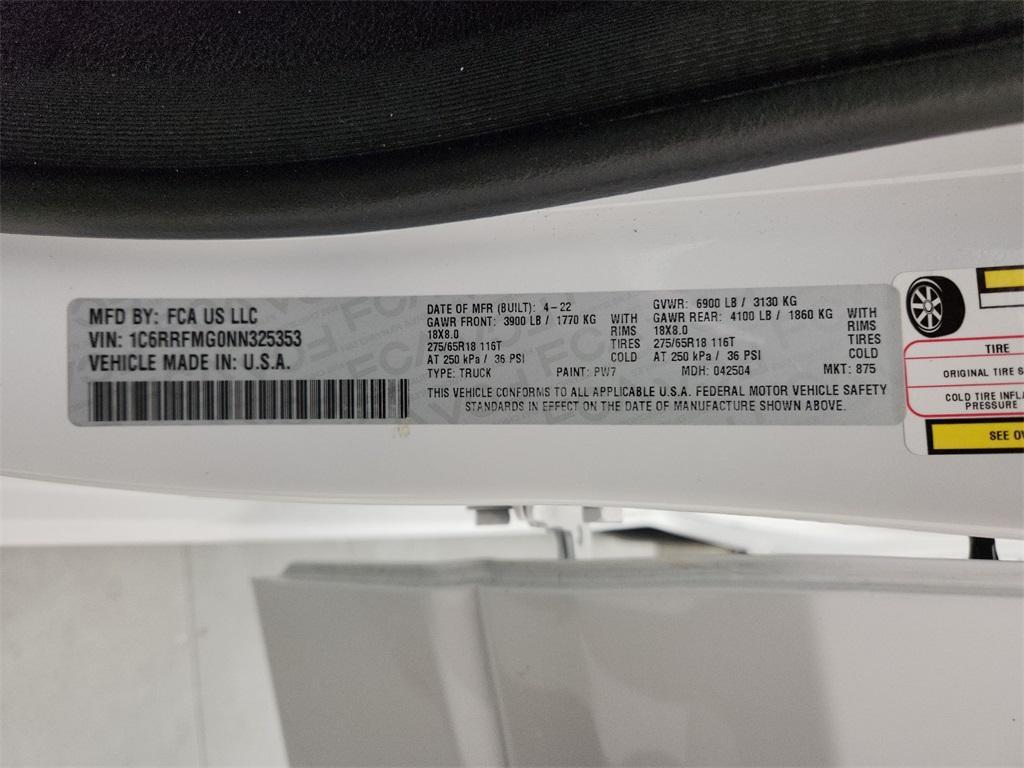 MFD BY: FCA US LLC
VIN: 1C6RRFMG0NN325353
VEHICLE MADE IN: U.S.A.
DATE OF MFR (BUILT): 4-22
GAWR FRONT: 3900 LB / 1770 KG WITH
18X8.0 RIMS
275/65R18 116T TIRES
AT 250 kPa / 36 PSI COLD
TYPE: TRUCK PAINT: PW7
GVWR: 6900 LB / 3130 KG
GAWR REAR: 4100 LB / 1860 KG WITH
18X8.0 RIMS
275/65R18 116T TIRES
AT 250 kPa / 36 PSI COLD
MDH: 042504 MKT: 875
THIS VEHICLE CONFORMS TO ALL APPLICABLE U.S.A. FEDERAL MOTOR VEHICLE SAFETY
STANDARDS IN EFFECT ON THE DATE OF MANUFACTURE SHOWN ABOVE.
TIRE
ORIGINAL TIRE S
COLD TIRE INFLA
PRESSURE
SEE OW